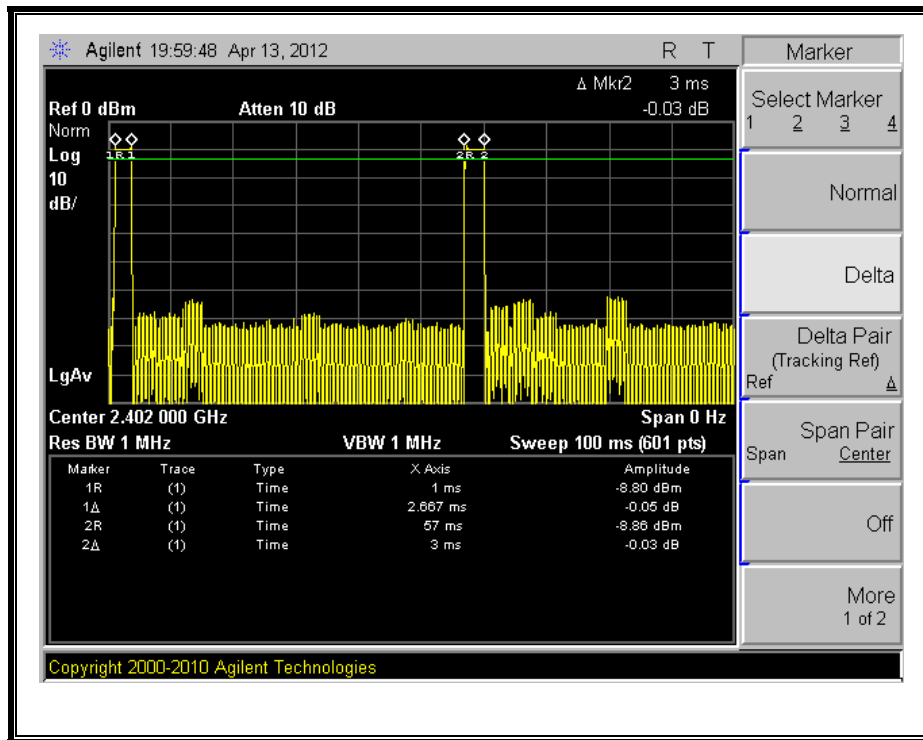 Agilent 19:59:48 Apr 13, 2012 R T
Δ Mkr2 3 ms
Ref 0 dBm Atten 10 dB -0.03 dB
Norm
Log
10
dB/
1R 1 2R 2
LgAv
Center 2.402 000 GHz Span 0 Hz
Res BW 1 MHz VBW 1 MHz Sweep 100 ms (601 pts)
Marker Trace Type X Axis Amplitude
1R (1) Time 1 ms -8.80 dBm
1Δ (1) Time 2.667 ms -0.05 dB
2R (1) Time 57 ms -8.86 dBm
2Δ (1) Time 3 ms -0.03 dB
Copyright 2000-2010 Agilent Technologies
Marker
Select Marker
1 2 3 4
Normal
Delta
Delta Pair
(Tracking Ref)
Ref Δ
Span Pair
Span Center
Off
More
1 of 2